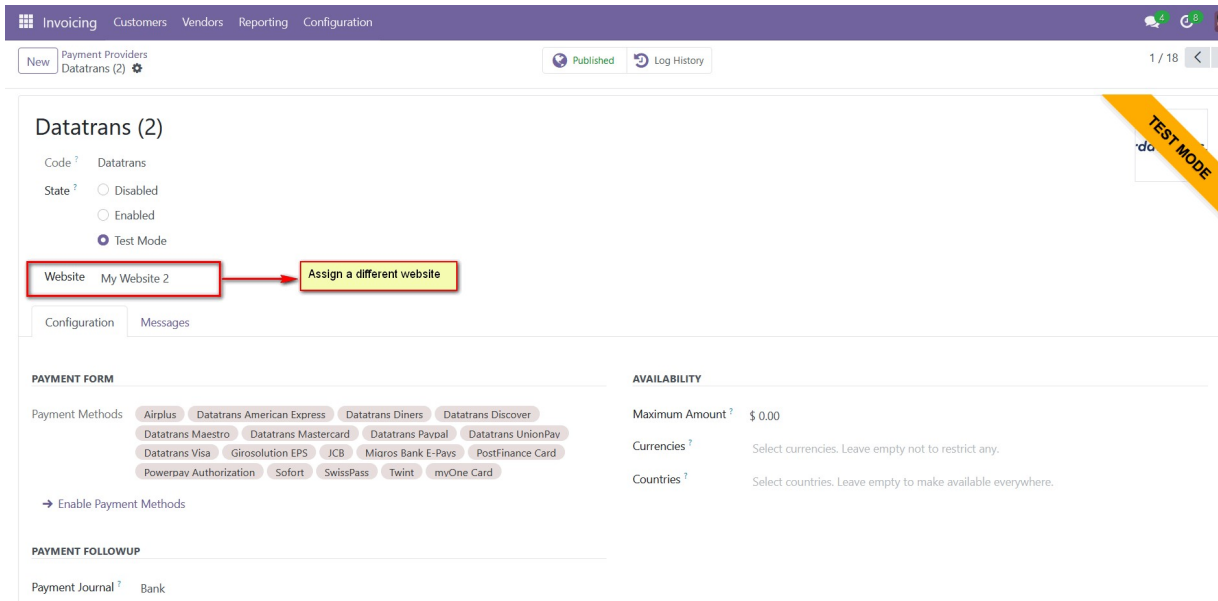 Invoicing Customers Vendors Reporting Configuration 4 8
New Payment Providers
Datatrans (2)
Published Log History 1 / 18
Datatrans (2)
TEST MODE
Code ? Datatrans
State ? Disabled
Enabled
Test Mode
Website My Website 2 Assign a different website
Configuration Messages
PAYMENT FORM
Payment Methods Airplus Datatrans American Express Datatrans Diners Datatrans Discover
Datatrans Maestro Datatrans Mastercard Datatrans Paypal Datatrans UnionPay
Datatrans Visa Girosolution EPS JCB Migros Bank E-Pays PostFinance Card
Powerpay Authorization Sofort SwissPass Twint myOne Card
Enable Payment Methods
AVAILABILITY
Maximum Amount ? $ 0.00
Currencies ? Select currencies. Leave empty not to restrict any.
Countries ? Select countries. Leave empty to make available everywhere.
PAYMENT FOLLOWUP
Payment Journal ? Bank